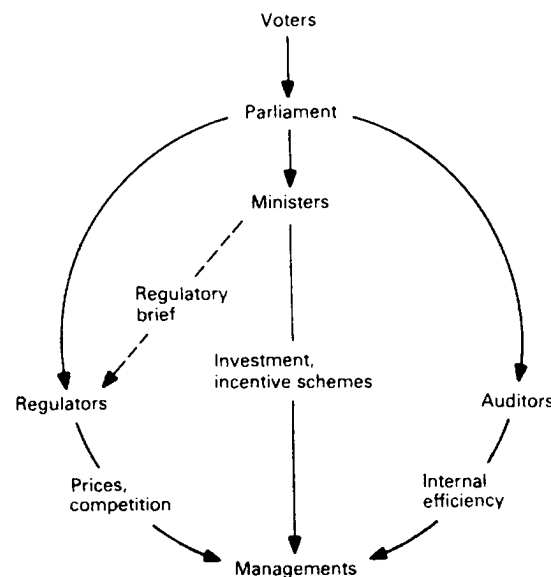 Voters
Parliament
Ministers
Regulatory
brief
Investment,
incentive schemes
Regulators
Auditors
Prices,
competition
Internal
efficiency
Managements